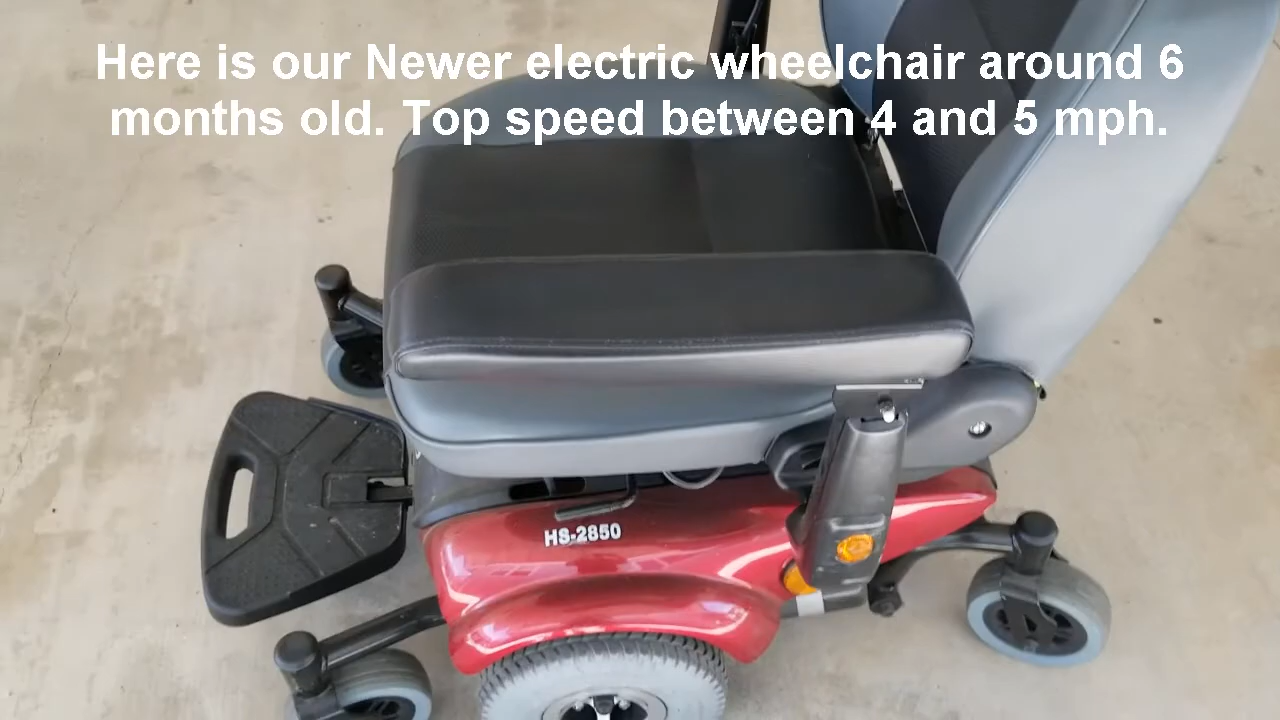 Here is our Newer electric wheelchair around 6
months old. Top speed between 4 and 5 mph.
HS-2850